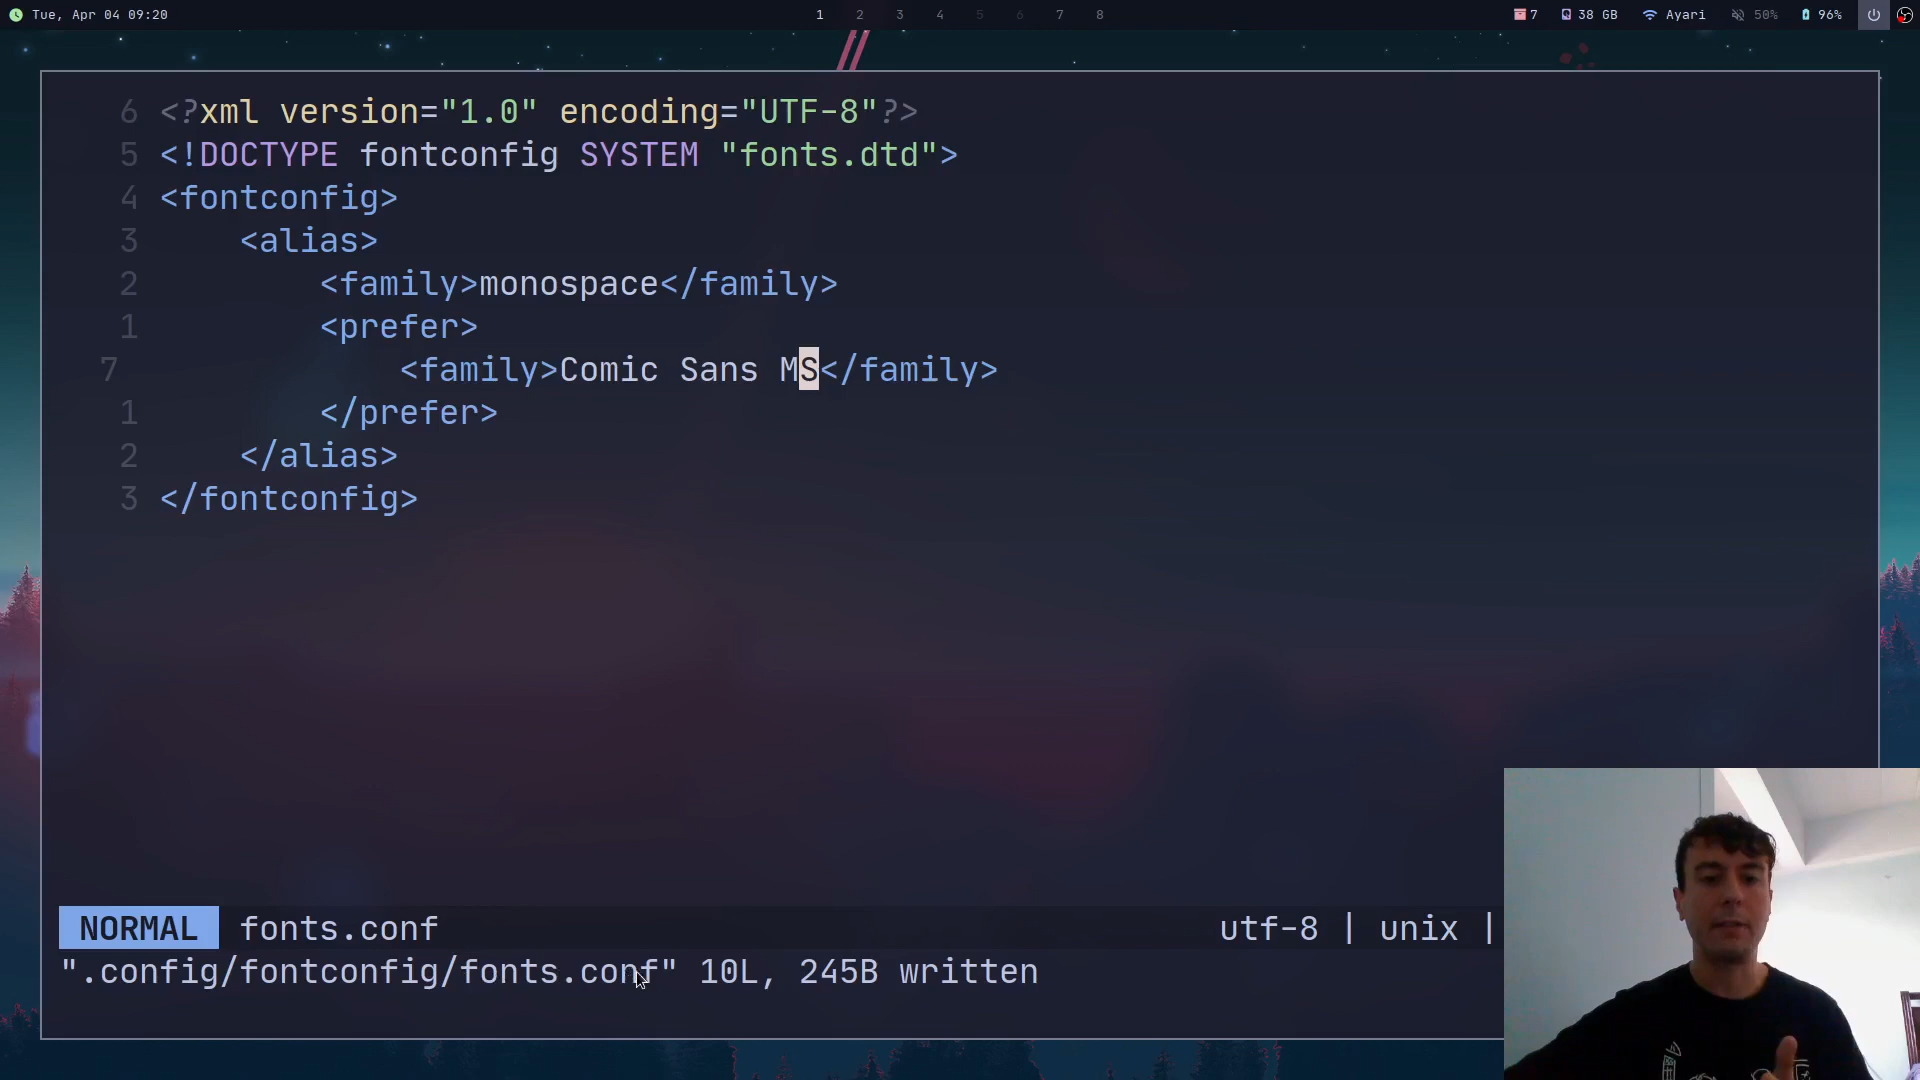 Tue, Apr 04 09:20 1 2 3 4 5 6 7 8 7 38 GB Ayari 50% 96%
6 <?xml version="1.0" encoding="UTF-8"?>
5 <!DOCTYPE fontconfig SYSTEM "fonts.dtd">
4 <fontconfig>
3 <alias>
2 <family>monospace</family>
1 <prefer>
7 <family>Comic Sans MS</family>
1 </prefer>
2 </alias>
3 </fontconfig>
NORMAL fonts.conf utf-8 | unix |
".config/fontconfig/fonts.conf" 10L, 245B written